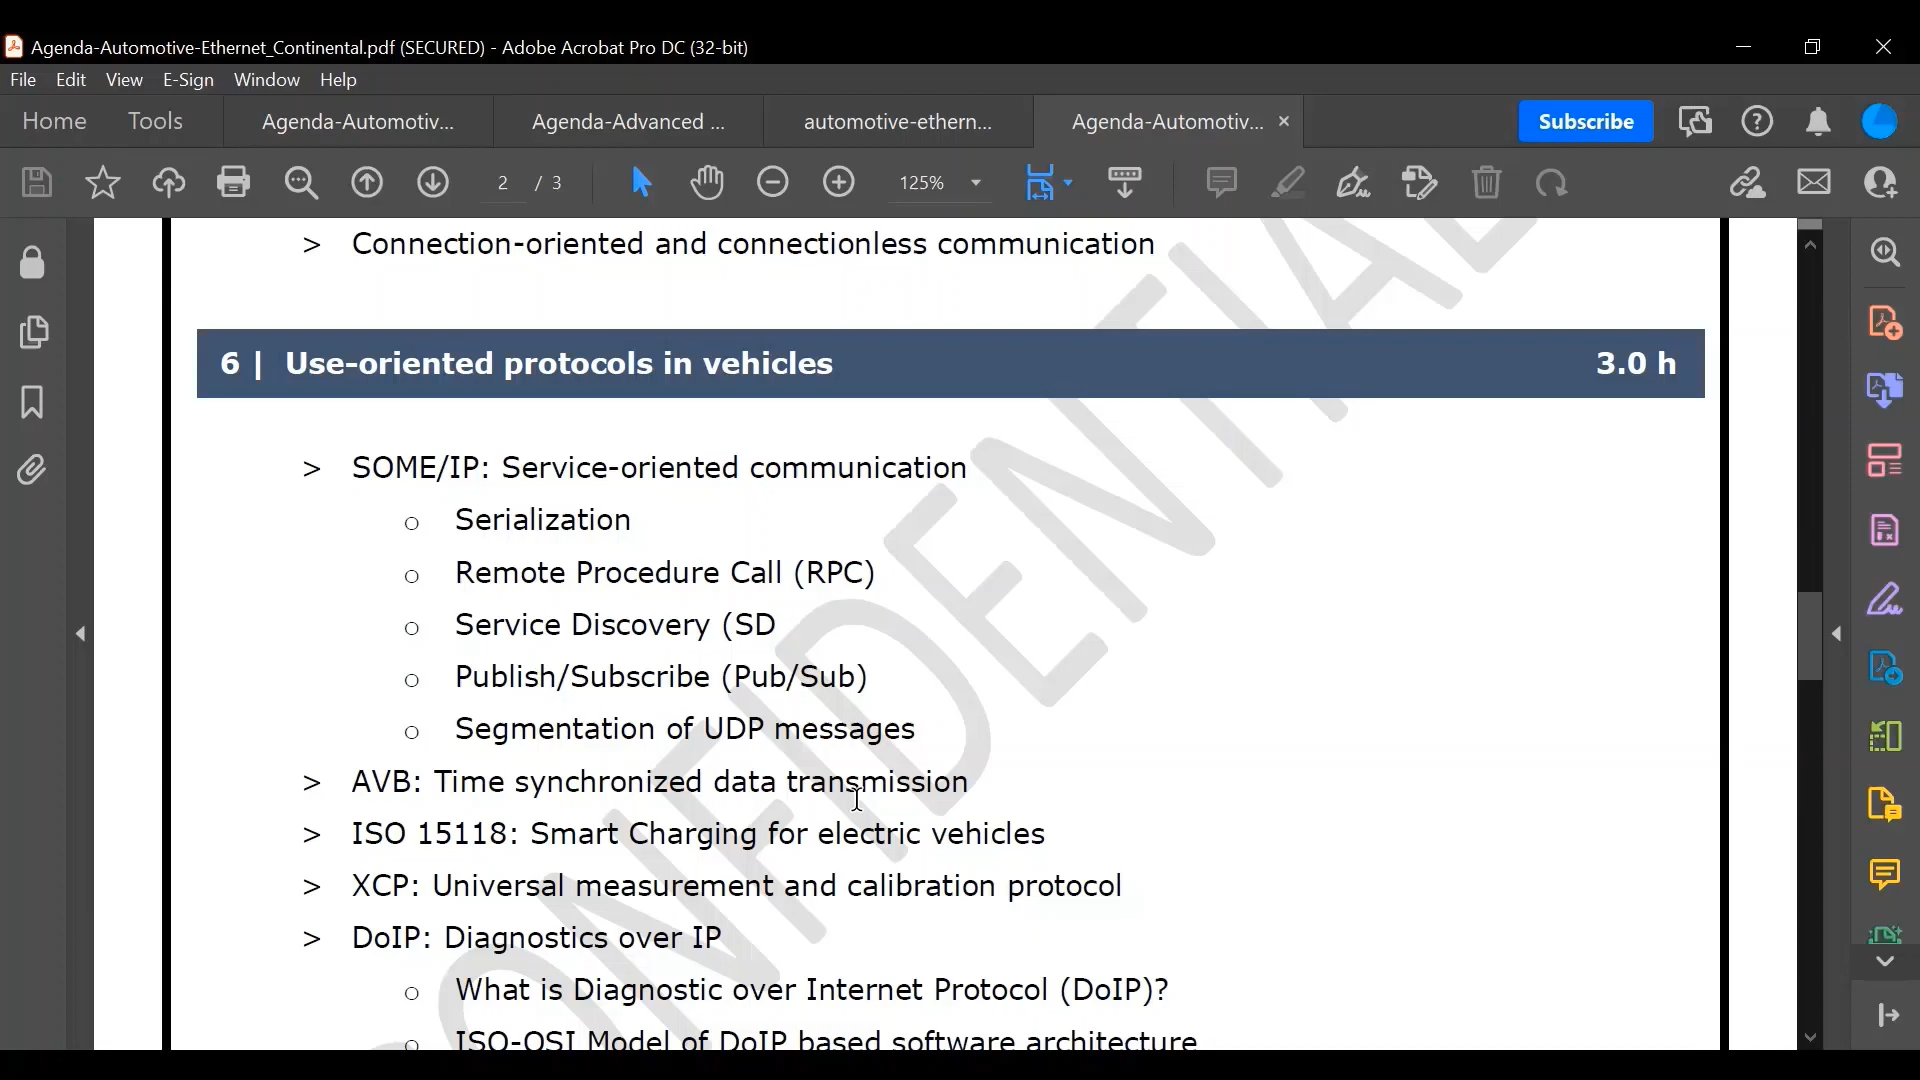 Agenda-Automotive-Ethernet_Continental.pdf (SECURED) - Adobe Acrobat Pro DC (32-bit)
File Edit View E-Sign Window Help
Home Tools Agenda-Automotiv... Agenda-Advanced ... automotive-ethern... Agenda-Automotiv... × Subscribe
2 / 3 125%
> Connection-oriented and connectionless communication
6 | Use-oriented protocols in vehicles 3.0 h
> SOME/IP: Service-oriented communication
o Serialization
o Remote Procedure Call (RPC)
o Service Discovery (SD
o Publish/Subscribe (Pub/Sub)
o Segmentation of UDP messages
> AVB: Time synchronized data transmission
> ISO 15118: Smart Charging for electric vehicles
> XCP: Universal measurement and calibration protocol
> DoIP: Diagnostics over IP
o What is Diagnostic over Internet Protocol (DoIP)?
o ISO-OSI Model of DoIP based software architecture
CONFIDENTIAL